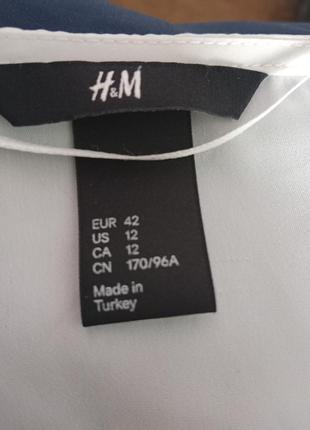 H&M
EUR 42
US 12
CA 12
CN 170/96A
Made in
Turkey